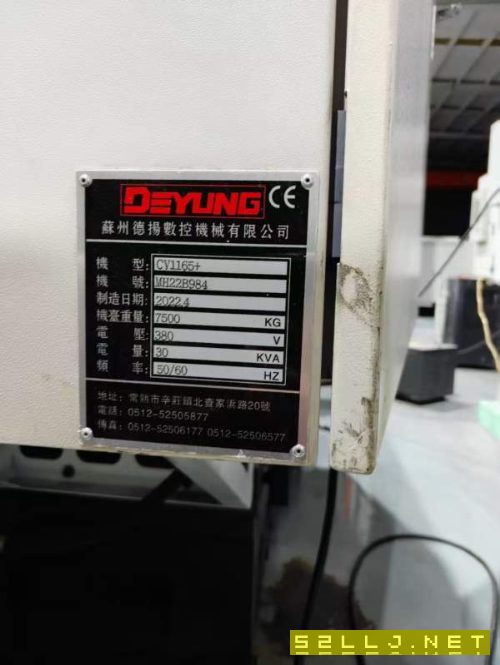 DEYUNG CE
蘇州德揚數控機械有限公司
機 型: CV1165+
機 號: MH22B984
制造日期: 2022.4
機臺重量: 7500 KG
電 壓: 380 V
電 量: 30 KVA
頻 率: 50/60 HZ
地址: 常熟市辛莊鎮北查家浜路20號
電話: 0512-52505877
傳真: 0512-52506177 0512-52506577
52LLJ.NET